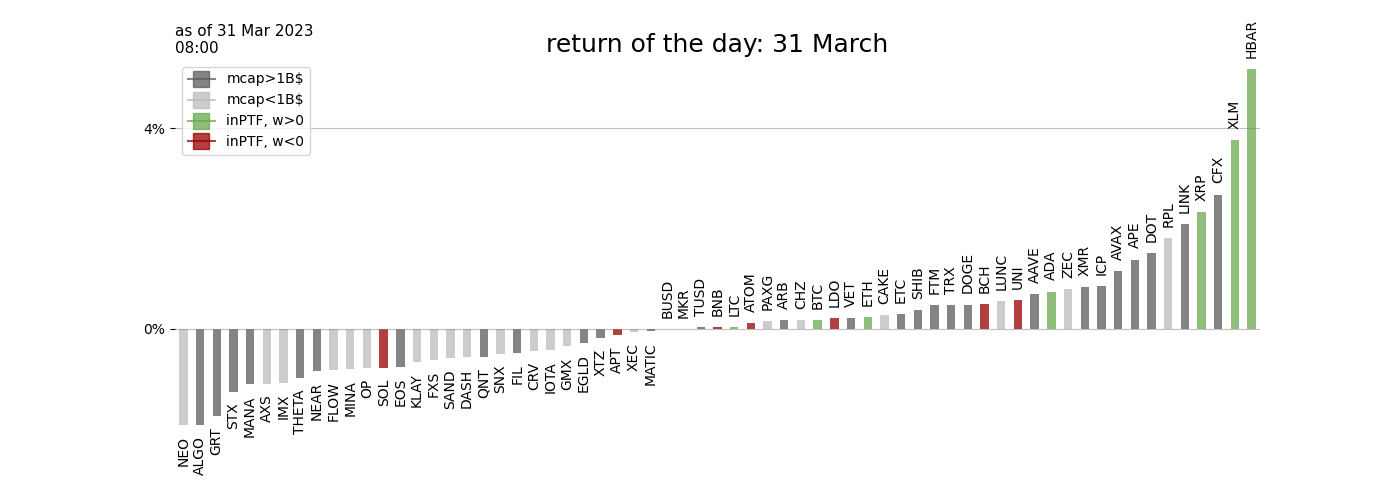 as of 31 Mar 2023
08:00
return of the day: 31 March
mcap>1B$
mcap<1B$
inPTF, w>0
inPTF, w<0
4%
0%
NEO
ALGO
GRT
STX
MANA
AXS
IMX
THETA
NEAR
FLOW
MINA
OP
SOL
EOS
KLAY
FXS
SAND
DASH
QNT
SNX
FIL
CRV
IOTA
GMX
EGLD
XTZ
APT
XEC
MATIC
BUSD
MKR
TUSD
BNB
LTC
ATOM
PAXG
ARB
CHZ
BTC
LDO
VET
ETH
CAKE
ETC
SHIB
FTM
TRX
DOGE
BCH
LUNC
UNI
AAVE
ADA
ZEC
XMR
ICP
AVAX
APE
DOT
RPL
LINK
XRP
CFX
XLM
HBAR